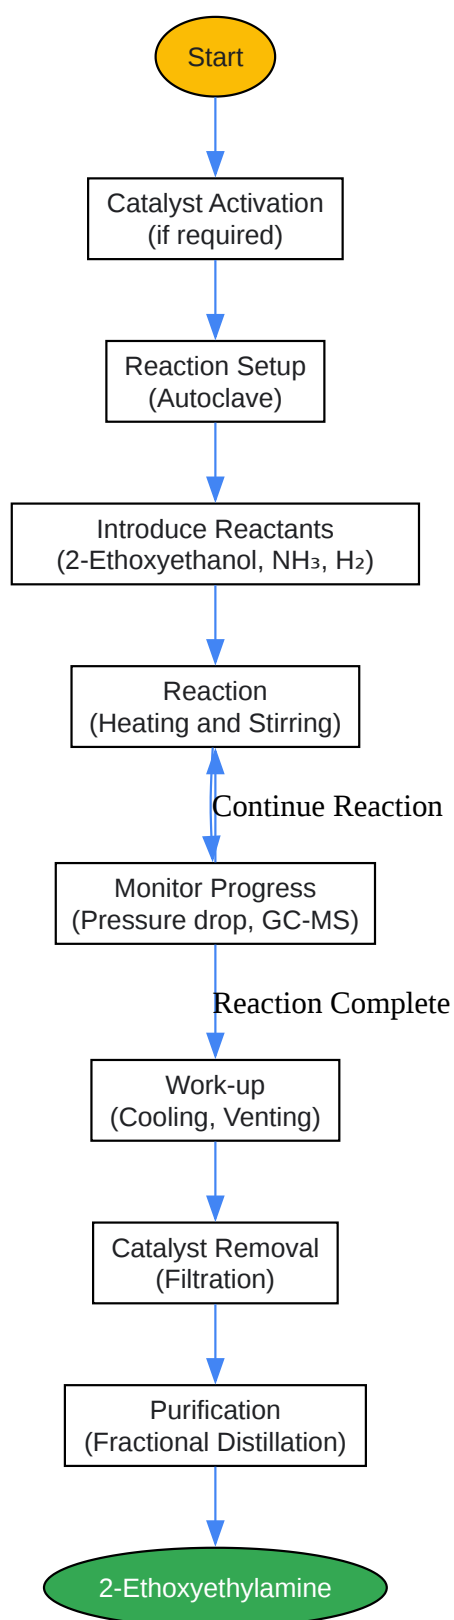 Start
Catalyst Activation
(if required)
Reaction Setup
(Autoclave)
Introduce Reactants
(2-Ethoxyethanol, NH₃, H₂)
Reaction
(Heating and Stirring)
Continue Reaction
Monitor Progress
(Pressure drop, GC-MS)
Reaction Complete
Work-up
(Cooling, Venting)
Catalyst Removal
(Filtration)
Purification
(Fractional Distillation)
2-Ethoxyethylamine